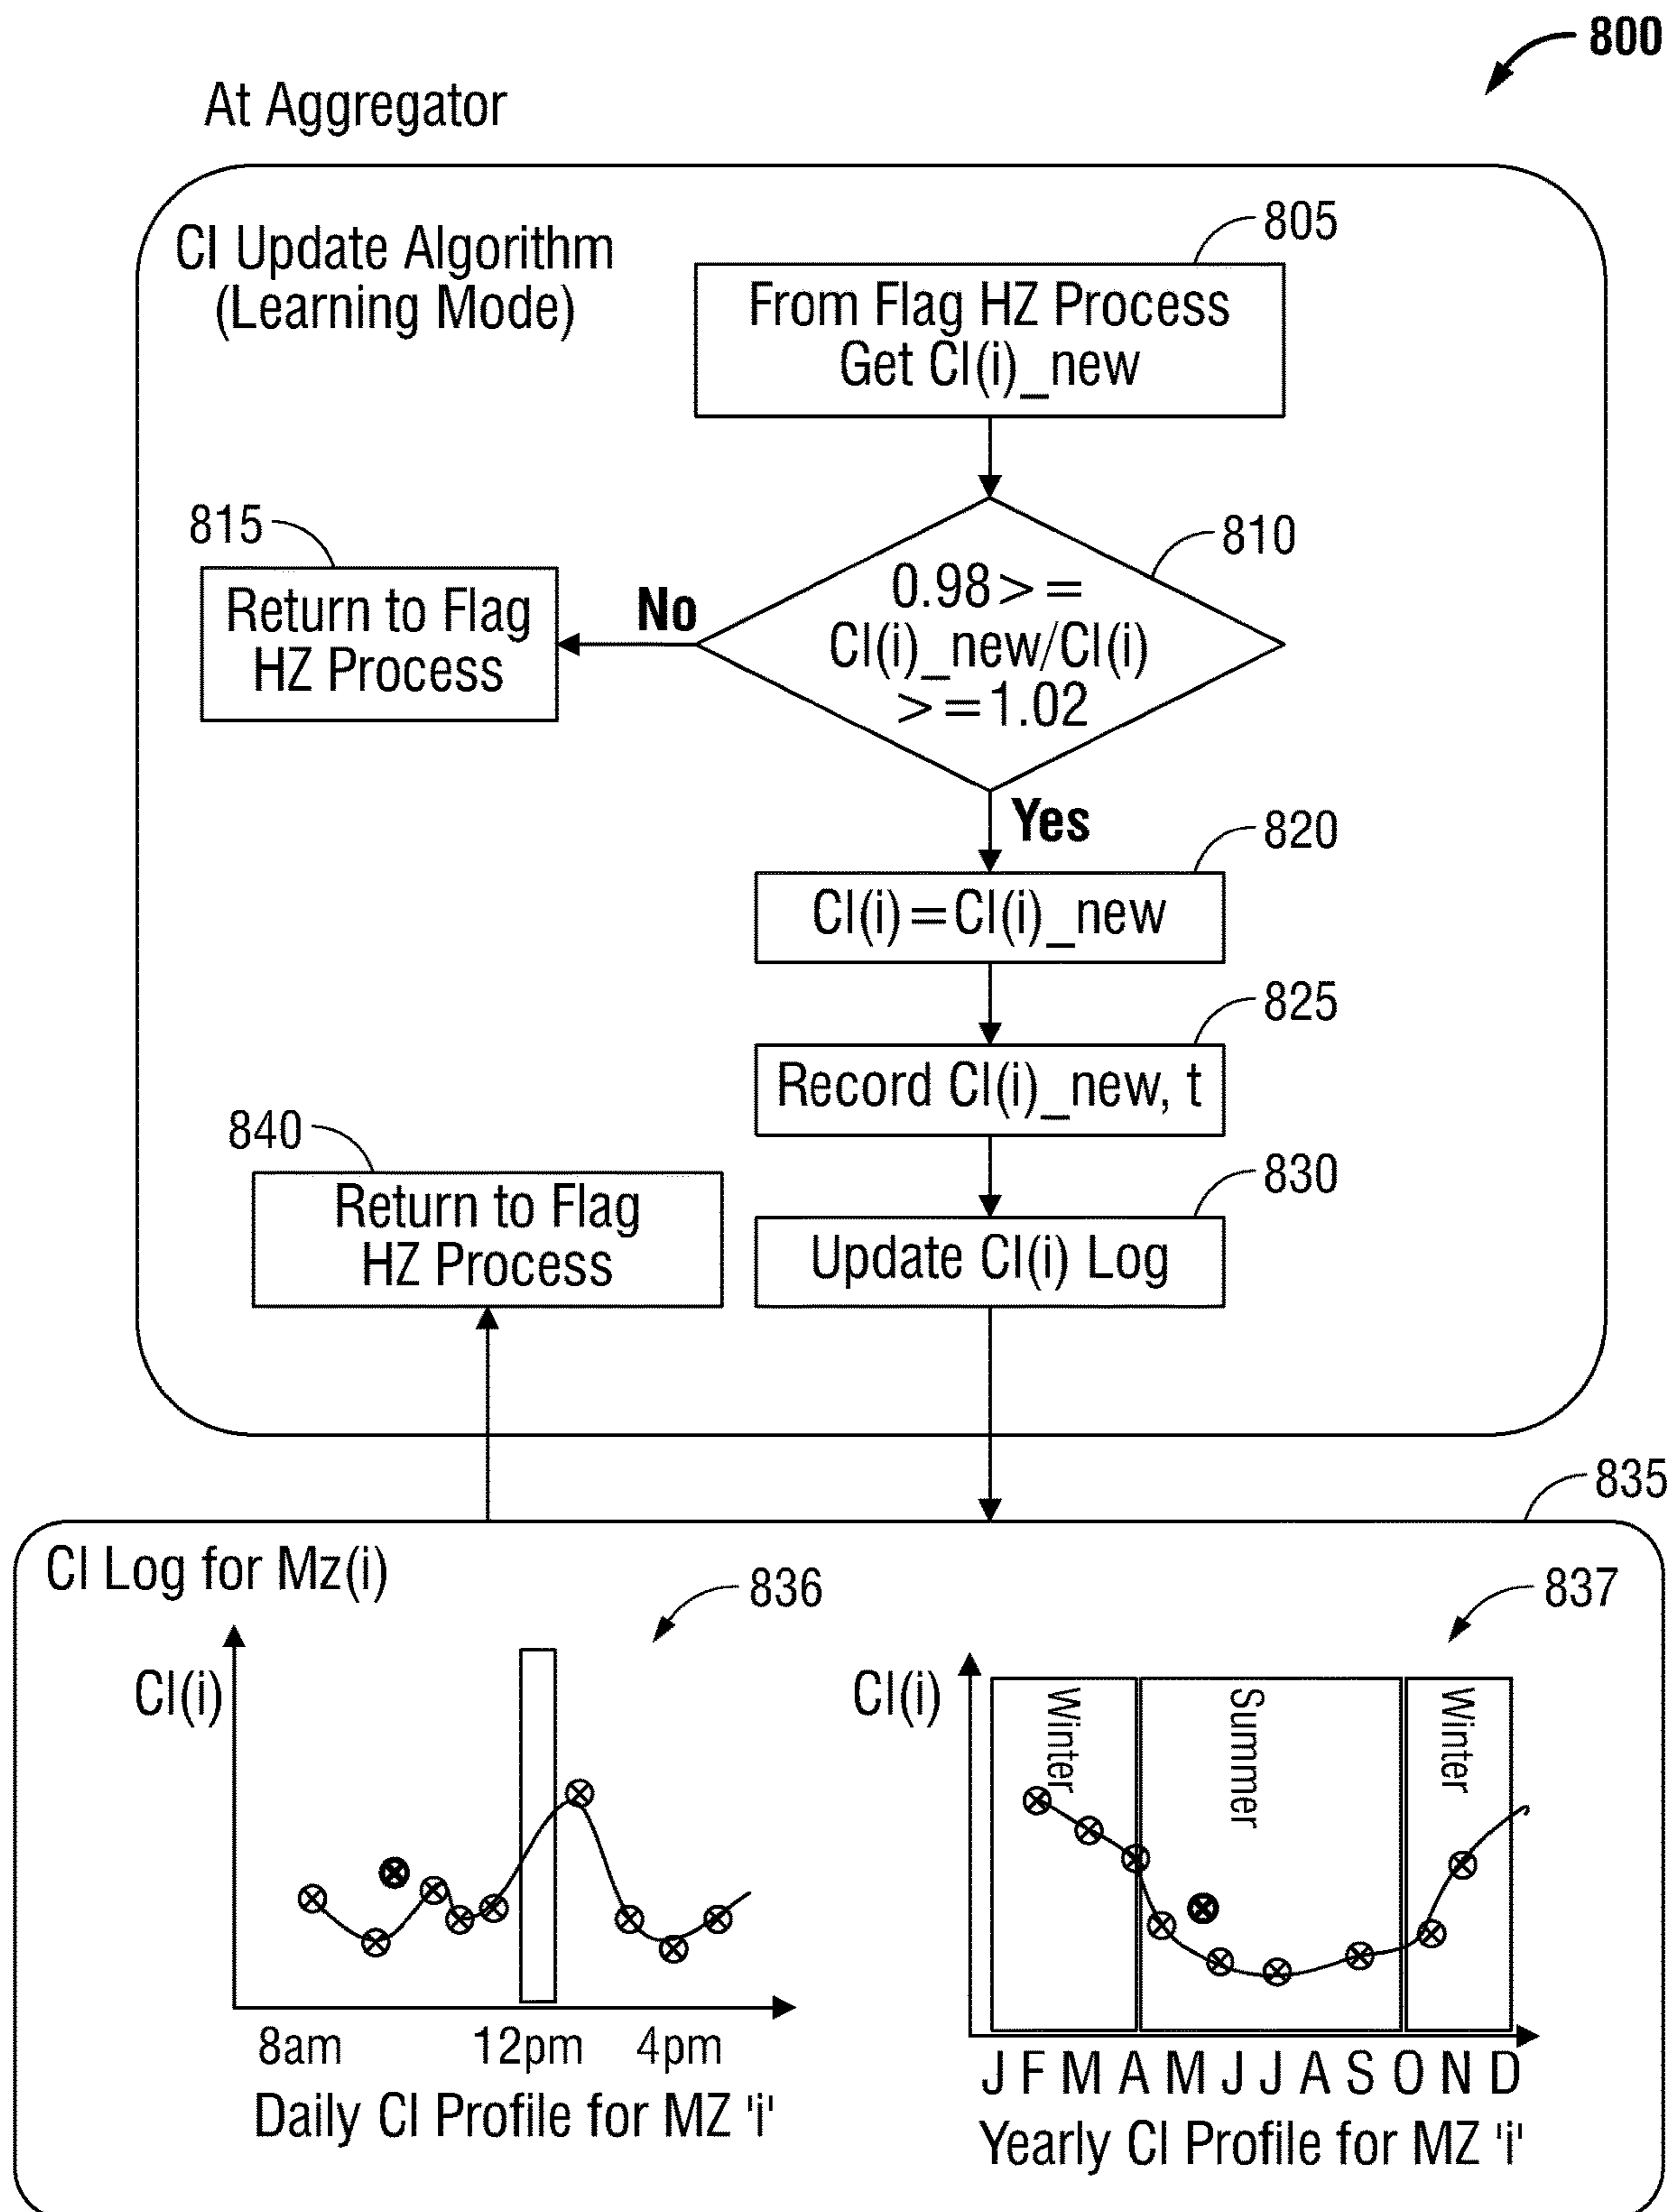 800
At Aggregator
CI Update Algorithm
(Learning Mode)
805
From Flag HZ Process
Get CI(i)_new
810
0.98>=
CI(i)_new/CI(i)
>=1.02
815
No
Return to Flag
HZ Process
Yes
820
CI(i)=CI(i)_new
825
Record CI(i)_new, t
840
Return to Flag
HZ Process
830
Update CI(i) Log
835
CI Log for Mz(i)
836
CI(i)
8am 12pm 4pm
Daily CI Profile for MZ 'i'
837
CI(i)
Winter
Summer
Winter
J F M A M J J A S O N D
Yearly CI Profile for MZ 'i'